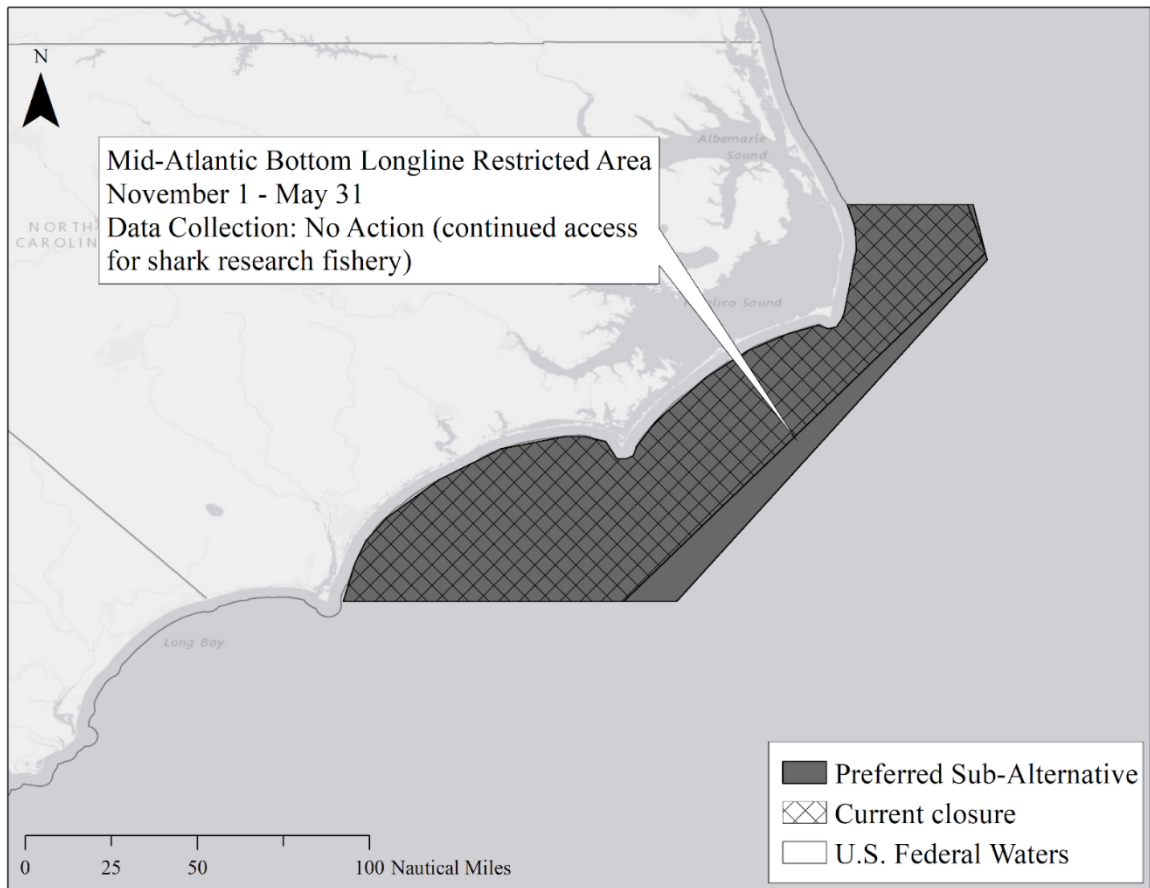 N
Albemarle
Sound
Mid-Atlantic Bottom Longline Restricted Area
November 1 - May 31
Data Collection: No Action (continued access
for shark research fishery)
NORTH
CAROLIN
Sound
Long Bay
Preferred Sub-Alternative
Current closure
U.S. Federal Waters
0 25 50 100 Nautical Miles